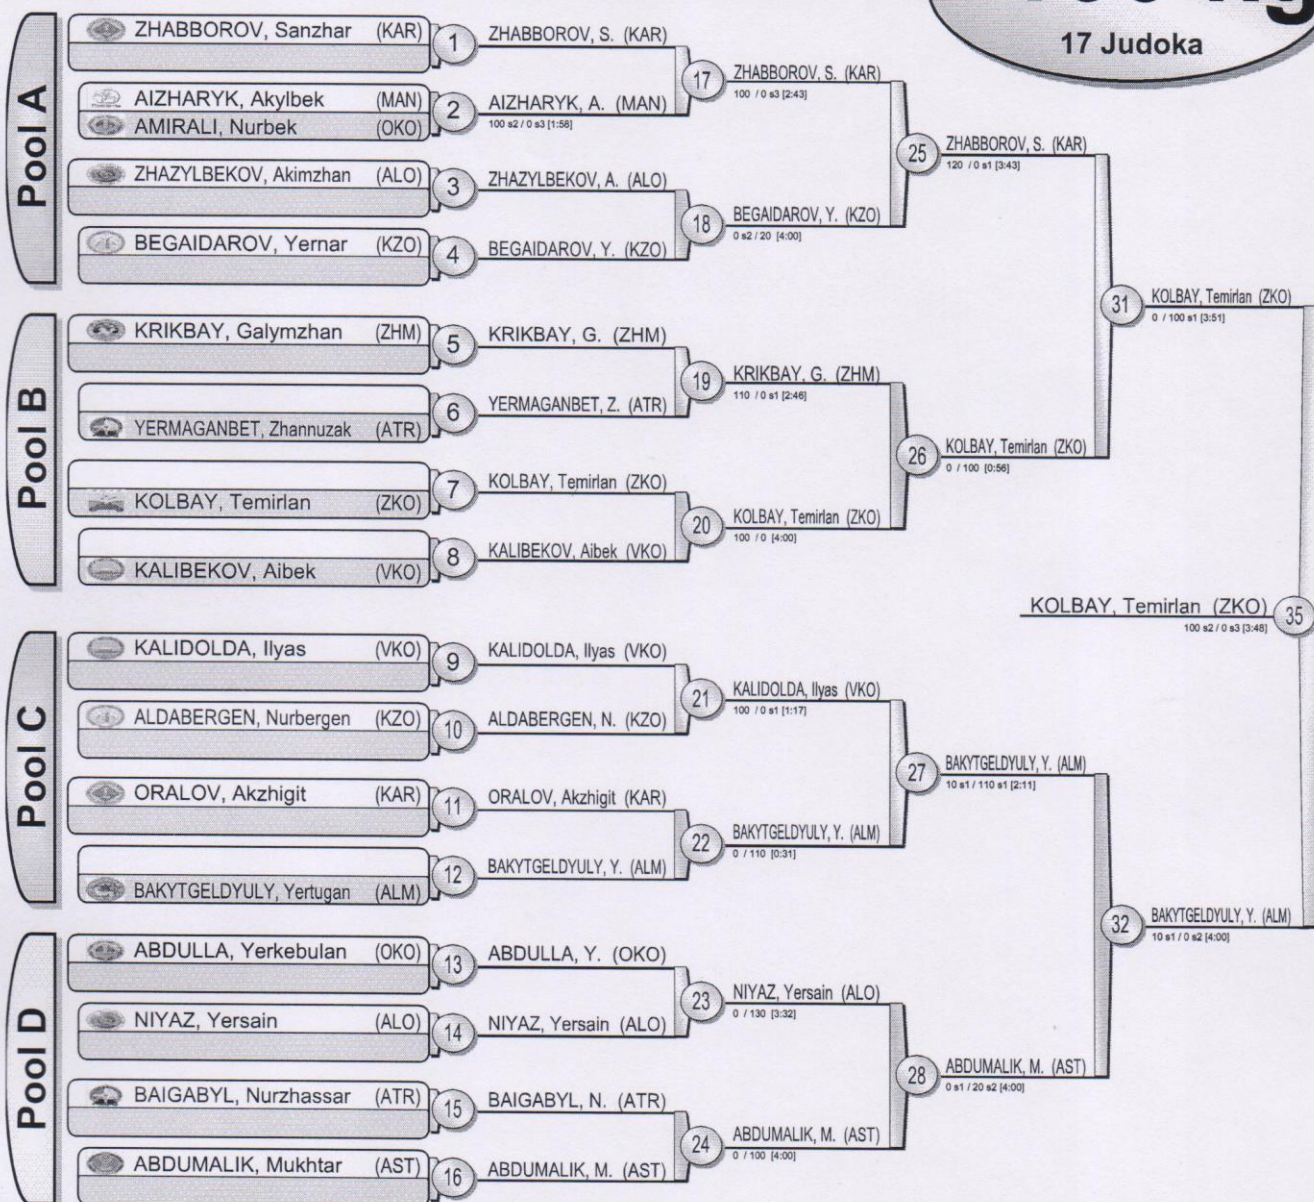 17 Judoka
Pool A
ZHABBOROV, Sanzhar (KAR)
1
AIZHARYK, Akylbek (MAN)
AMIRALI, Nurbek (OKO)
2
ZHAZYLBEKOV, Akimzhan (ALO)
3
BEGAIDAROV, Yernar (KZO)
4
Pool B
KRIKBAY, Galymzhan (ZHM)
5
YERMAGANBET, Zhannuzak (ATR)
6
KOLBAY, Temirlan (ZKO)
7
KALIBEKOV, Aibek (VKO)
8
Pool C
KALIDOLDA, Ilyas (VKO)
9
ALDABERGEN, Nurbergen (KZO)
10
ORALOV, Akzhigit (KAR)
11
BAKYTGELDYULY, Yertugan (ALM)
12
Pool D
ABDULLA, Yerkebulan (OKO)
13
NIYAZ, Yersain (ALO)
14
BAIGABYL, Nurzhassar (ATR)
15
ABDUMALIK, Mukhtar (AST)
16
ZHABBOROV, S. (KAR)
AIZHARYK, A. (MAN)
100 s2 / 0 s3 [1:58]
ZHAZYLBEKOV, A. (ALO)
BEGAIDAROV, Y. (KZO)
KRIKBAY, G. (ZHM)
YERMAGANBET, Z. (ATR)
KOLBAY, Temirlan (ZKO)
KALIBEKOV, Aibek (VKO)
KALIDOLDA, Ilyas (VKO)
ALDABERGEN, N. (KZO)
ORALOV, Akzhigit (KAR)
BAKYTGELDYULY, Y. (ALM)
ABDULLA, Y. (OKO)
NIYAZ, Yersain (ALO)
BAIGABYL, N. (ATR)
ABDUMALIK, M. (AST)
17
ZHABBOROV, S. (KAR)
100 / 0 s3 [2:43]
18
BEGAIDAROV, Y. (KZO)
0 s2 / 20 [4:00]
19
KRIKBAY, G. (ZHM)
110 / 0 s1 [2:46]
20
KOLBAY, Temirlan (ZKO)
100 / 0 [4:00]
21
KALIDOLDA, Ilyas (VKO)
100 / 0 s1 [1:17]
22
BAKYTGELDYULY, Y. (ALM)
0 / 110 [0:31]
23
NIYAZ, Yersain (ALO)
0 / 130 [3:32]
24
ABDUMALIK, M. (AST)
0 / 100 [4:00]
25
ZHABBOROV, S. (KAR)
120 / 0 s1 [3:43]
26
KOLBAY, Temirlan (ZKO)
0 / 100 [0:56]
27
BAKYTGELDYULY, Y. (ALM)
10 s1 / 110 s1 [2:11]
28
ABDUMALIK, M. (AST)
0 s1 / 20 s2 [4:00]
31
KOLBAY, Temirlan (ZKO)
0 / 100 s1 [3:51]
32
BAKYTGELDYULY, Y. (ALM)
10 s1 / 0 s2 [4:00]
KOLBAY, Temirlan (ZKO)
35
100 s2 / 0 s3 [3:48]